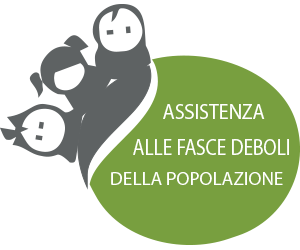 ASSISTENZA
ALLE FASCE DEBOLI
DELLA POPOLAZIONE